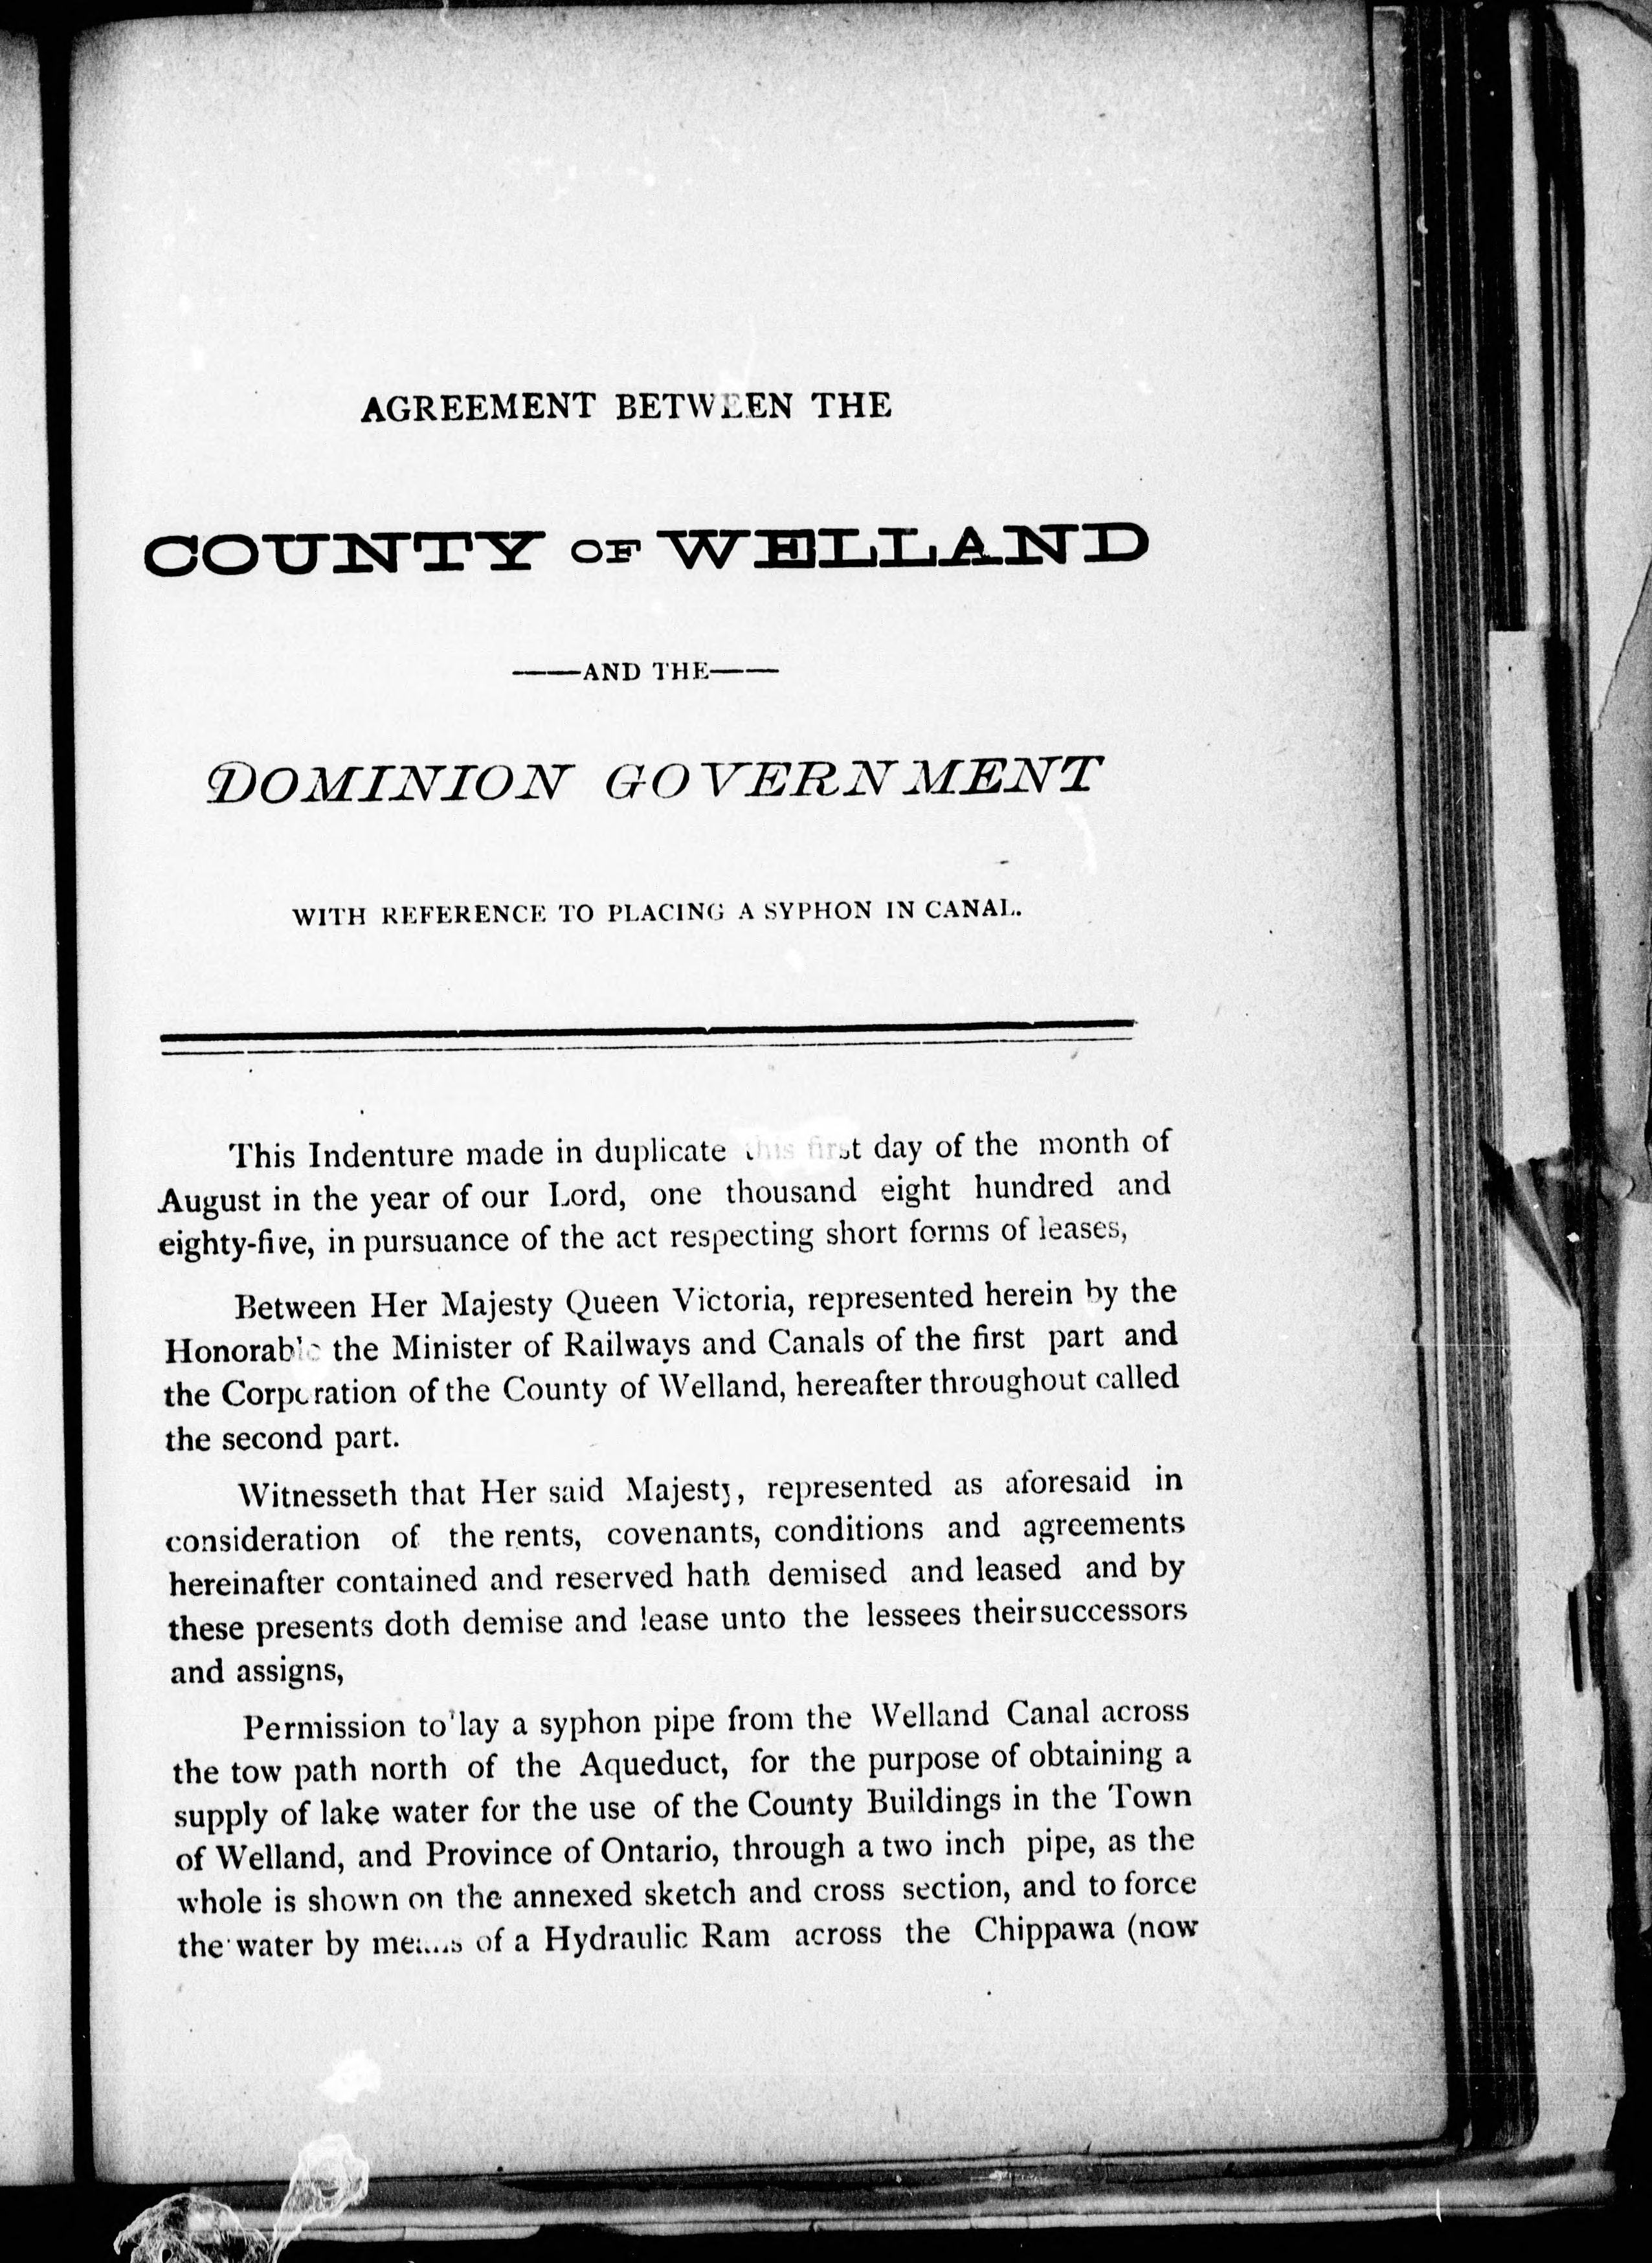 AGREEMENT BETWEEN THE
COUNTY OF WELLAND
——AND THE——
DOMINION GOVERNMENT
WITH REFERENCE TO PLACING A SYPHON IN CANAL.
This Indenture made in duplicate this first day of the month of
August in the year of our Lord, one thousand eight hundred and
eighty-five, in pursuance of the act respecting short forms of leases,
Between Her Majesty Queen Victoria, represented herein by the
Honorable the Minister of Railways and Canals of the first part and
the Corporation of the County of Welland, hereafter throughout called
the second part.
Witnesseth that Her said Majesty, represented as aforesaid in
consideration of the rents, covenants, conditions and agreements
hereinafter contained and reserved hath demised and leased and by
these presents doth demise and lease unto the lessees their successors
and assigns,
Permission to lay a syphon pipe from the Welland Canal across
the tow path north of the Aqueduct, for the purpose of obtaining a
supply of lake water for the use of the County Buildings in the Town
of Welland, and Province of Ontario, through a two inch pipe, as the
whole is shown on the annexed sketch and cross section, and to force
the water by means of a Hydraulic Ram across the Chippawa (now